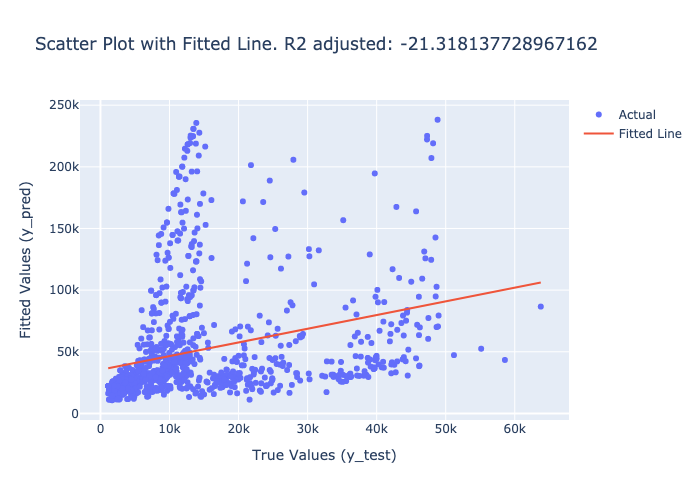 Scatter Plot with Fitted Line. R2 adjusted: -21.318137728967162
250k
200k
150k
100k
50k
0
Fitted Values (y_pred)
0
10k
20k
30k
40k
50k
60k
True Values (y_test)
Actual
Fitted Line